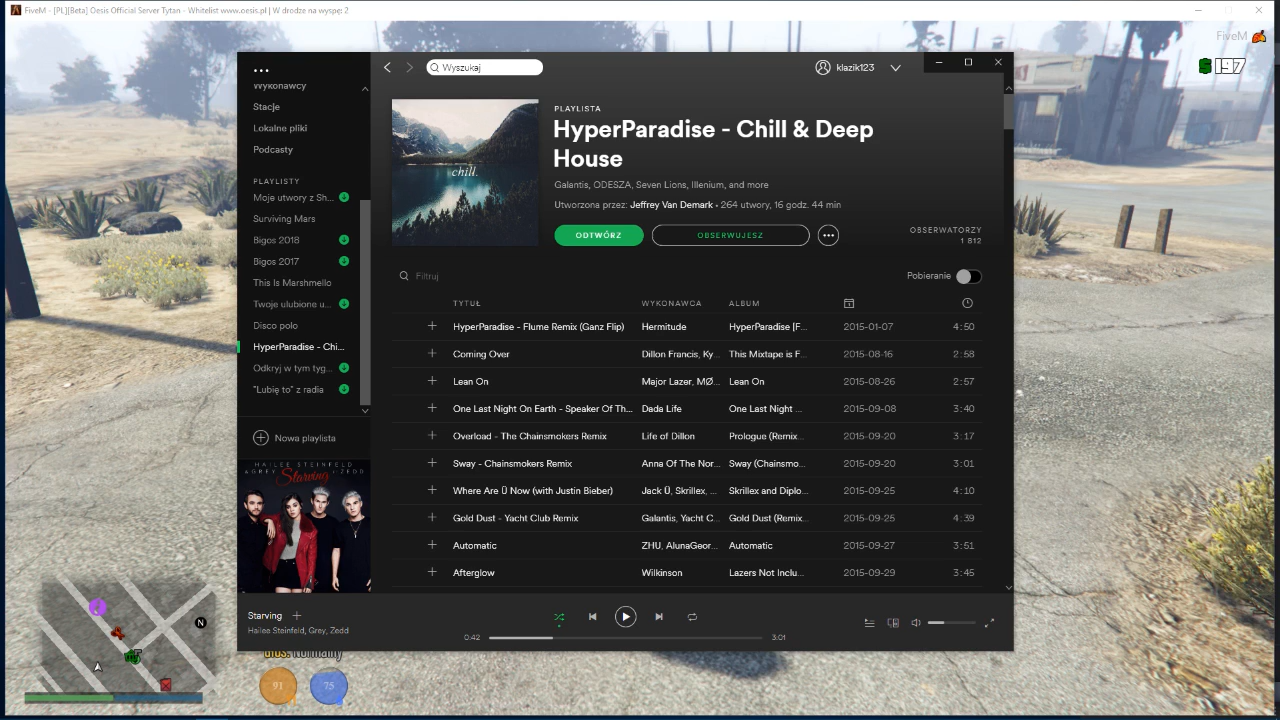 FiveM - [PL][Beta] Oesis Official Server Tytan - Whitelist www.oesis.pl | W drodze na wyspę: 2
FiveM
197
Wyszukaj
klazik123
Wykonawcy
Stacje
Lokalne pliki
Podcasty
PLAYLISTY
Moje utwory z Sh...
Surviving Mars
Bigos 2018
Bigos 2017
This Is Marshmello
Twoje ulubione u...
Disco polo
HyperParadise - Chi...
Odkryj w tym tyg...
"Lubię to" z radia
Nowa playlista
PLAYLISTA
HyperParadise - Chill & Deep
House
chill.
Galantis, ODESZA, Seven Lions, Illenium, and more
Utworzona przez: Jeffrey Van Demark • 264 utwory, 16 godz. 44 min
ODTWÓRZ
OBSERWUJESZ
OBSERWATORZY
1 812
Filtruj
Pobieranie
TYTUŁ WYKONAWCA ALBUM
HyperParadise - Flume Remix (Ganz Flip) Hermitude HyperParadise [F... 2015-01-07 4:50
Coming Over Dillon Francis, Ky... This Mixtape is F... 2015-08-16 2:58
Lean On Major Lazer, MØ... Lean On 2015-08-26 2:57
One Last Night On Earth - Speaker Of Th... Dada Life One Last Night ... 2015-09-08 3:40
Overload - The Chainsmokers Remix Life of Dillon Prologue (Remix... 2015-09-20 3:17
Sway - Chainsmokers Remix Anna Of The Nor... Sway (Chainsmo... 2015-09-20 3:01
Where Are Ü Now (with Justin Bieber) Jack Ü, Skrillex, ... Skrillex and Diplo... 2015-09-25 4:10
Gold Dust - Yacht Club Remix Galantis, Yacht C... Gold Dust (Remix... 2015-09-25 4:39
Automatic ZHU, AlunaGeor... Automatic 2015-09-27 3:51
Afterglow Wilkinson Lazers Not Inclu... 2015-09-29 3:45
HAILEE STEINFELD
& GREY Starving w/ZEDD
Starving
Hailee Steinfeld, Grey, Zedd
0:42
3:01
N
Głos: Normalny
91
75